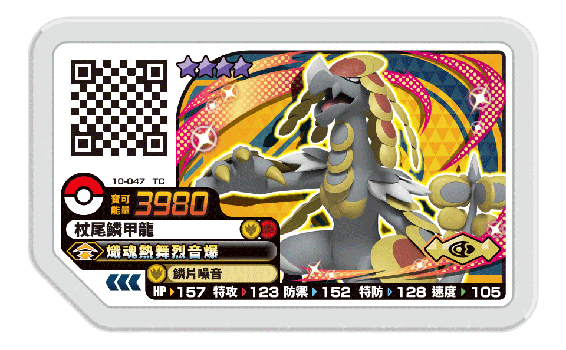 10-047 TC
寶可能量 3980
杖尾鱗甲龍
熾魂熱舞烈音爆
鱗片噪音
HP 157 特攻 123 防禦 152 特防 128 速度 105